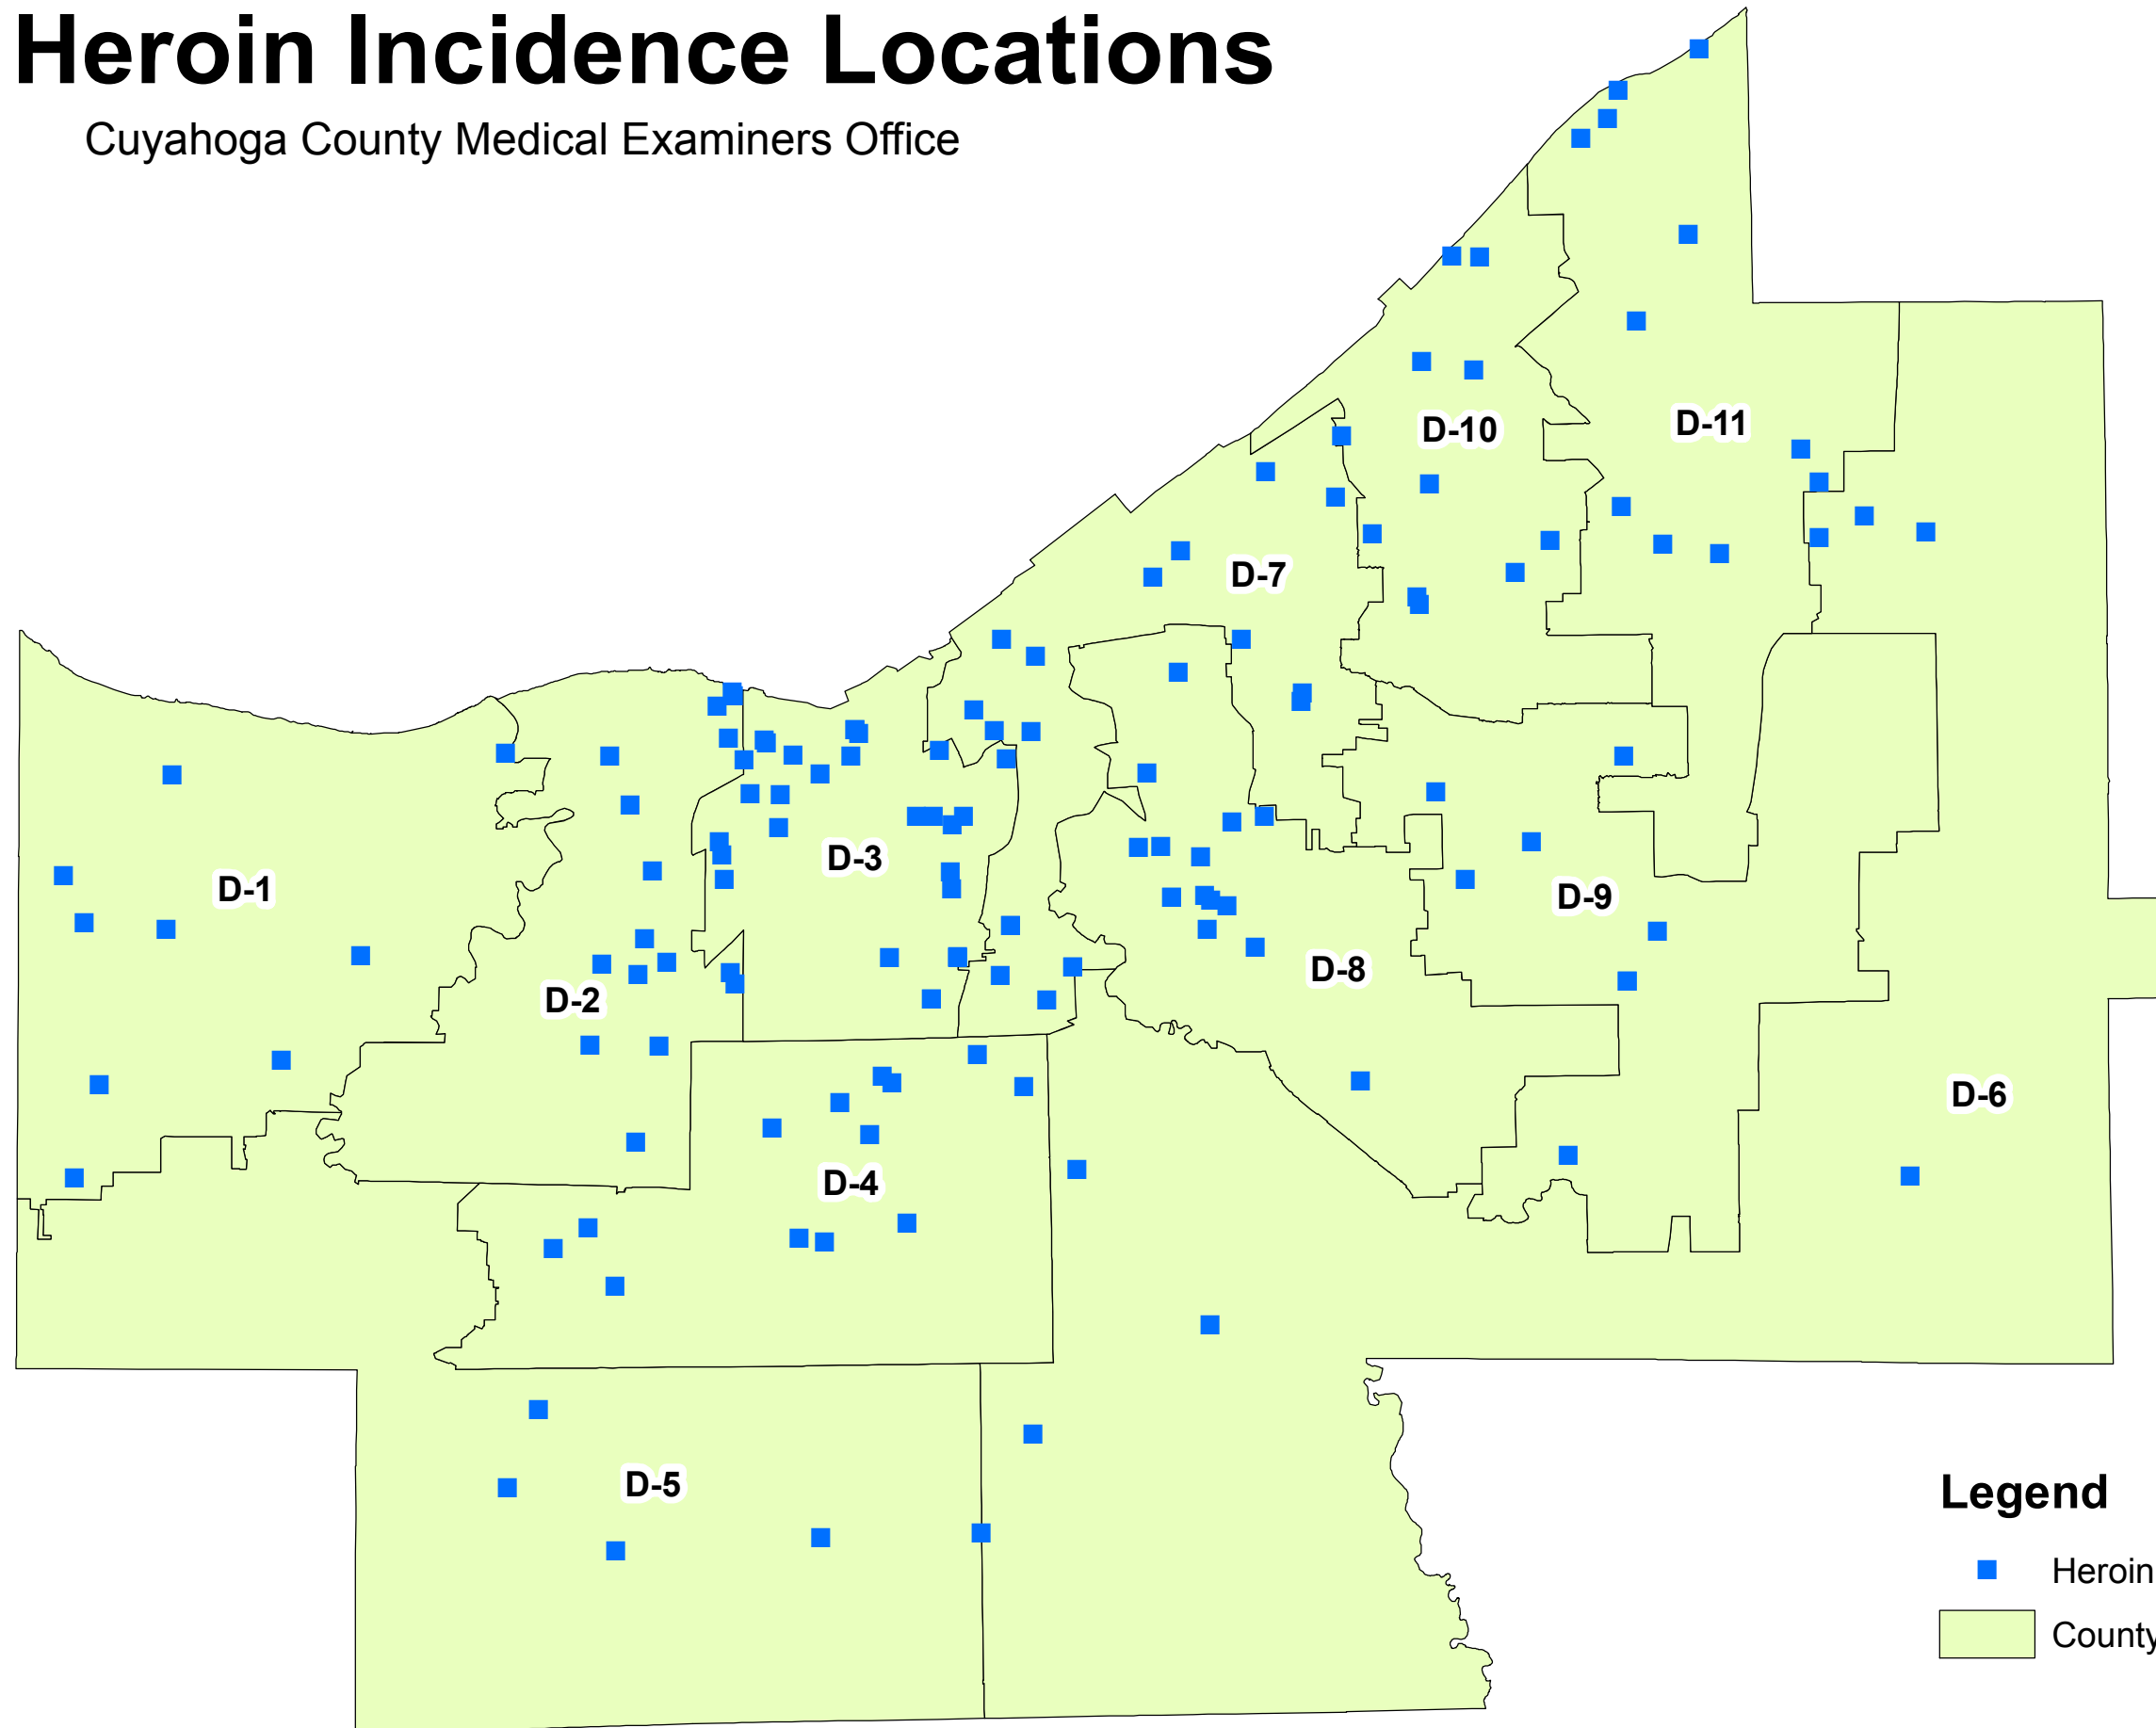 Heroin Incidence Locations
Cuyahoga County Medical Examiners Office
D-10
D-11
D-7
D-3
D-1
D-9
D-8
D-2
D-6
D-4
D-5
Legend
Heroin
County